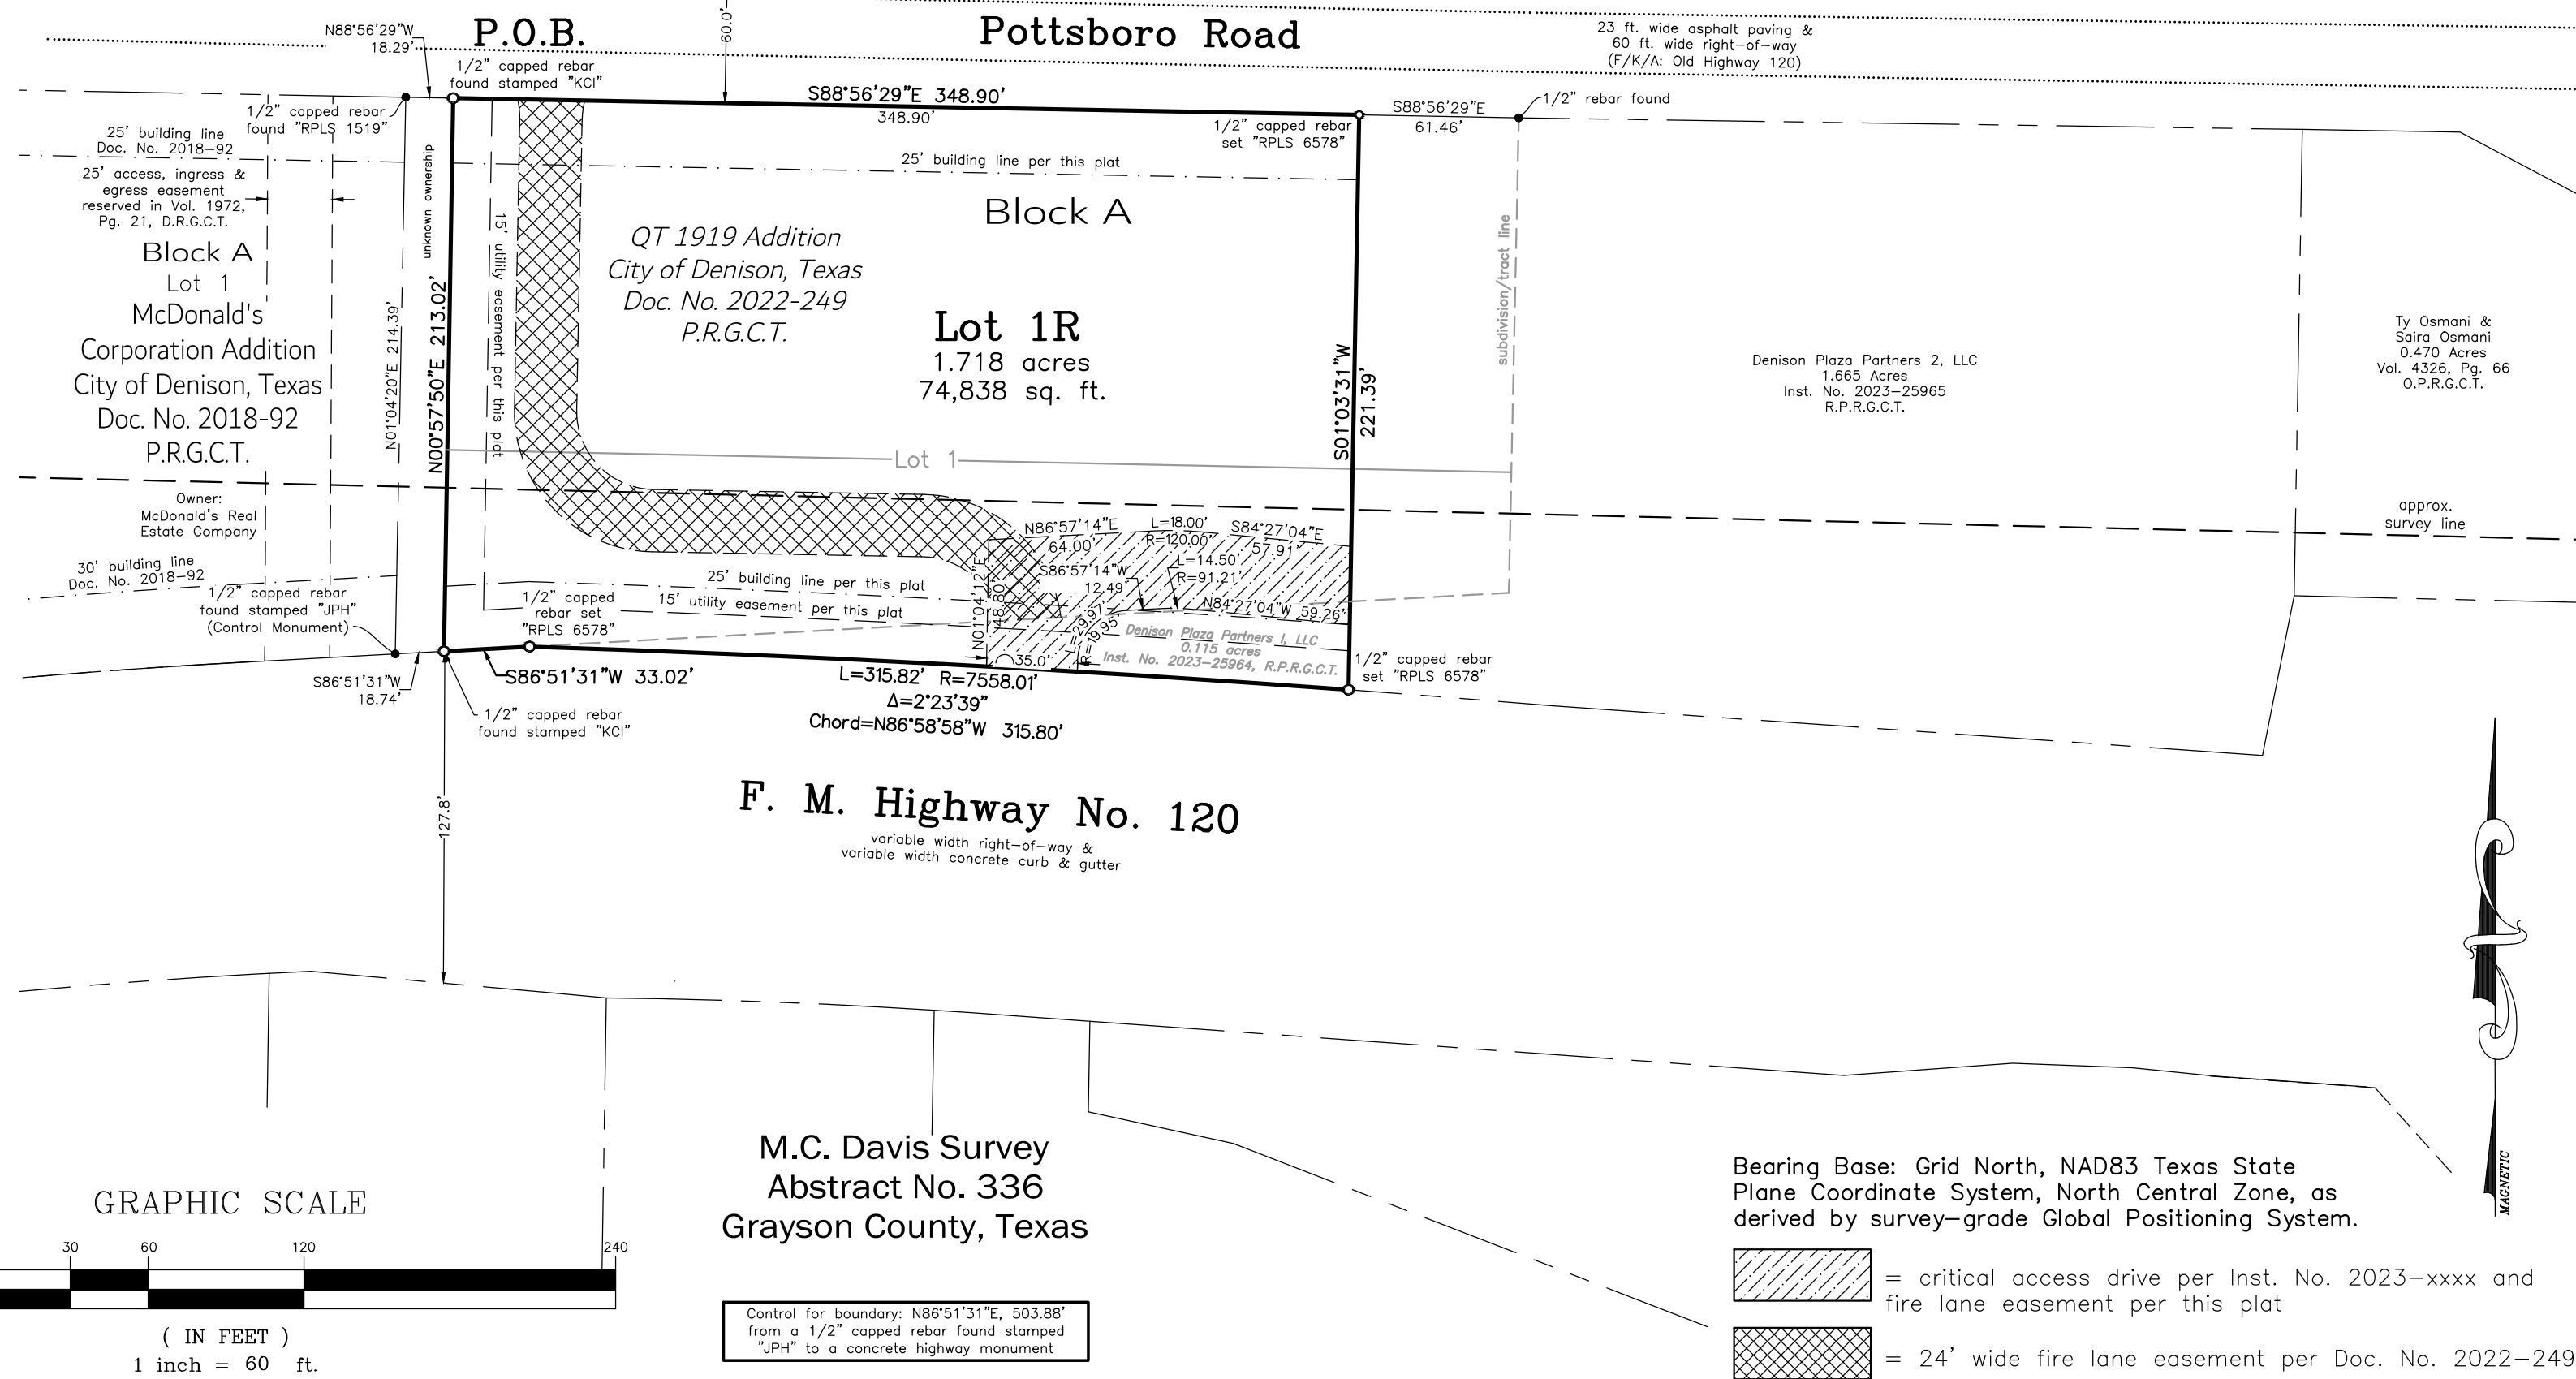 P.O.B.
Pottsboro Road
23 ft. wide asphalt paving &
60 ft. wide right-of-way
(F/K/A: Old Highway 120)
60.0'
N88°56'29"W
18.29'
1/2" capped rebar
found stamped "KCI"
1/2" capped rebar
found "RPLS 1519"
S88°56'29"E 348.90'
348.90'
1/2" capped rebar
set "RPLS 6578"
S88°56'29"E
61.46'
1/2" rebar found
25' building line
Doc. No. 2018-92
25' access, ingress &
egress easement
reserved in Vol. 1972,
Pg. 21, D.R.G.C.T.
Block A
Lot 1
McDonald's
Corporation Addition
City of Denison, Texas
Doc. No. 2018-92
P.R.G.C.T.
Owner:
McDonald's Real
Estate Company
30' building line
Doc. No. 2018-92
1/2" capped rebar
found stamped "JPH"
(Control Monument)
N01°04'20"E 214.39'
unknown ownership
N00°57'50"E 213.02'
15' utility easement per this plat
25' building line per this plat
Block A
QT 1919 Addition
City of Denison, Texas
Doc. No. 2022-249
P.R.G.C.T.
Lot 1R
1.718 acres
74,838 sq. ft.
Lot 1
S01°03'31"W
221.39'
subdivision/tract line
Denison Plaza Partners 2, LLC
1.665 Acres
Inst. No. 2023-25965
R.P.R.G.C.T.
Ty Osmani &
Saira Osmani
0.470 Acres
Vol. 4326, Pg. 66
O.P.R.G.C.T.
approx.
survey line
N86°57'14"E
64.00'
L=18.00'
R=120.00'
S84°27'04"E
57.91'
N01°04'12"E
48.80'
S86°57'14"W
12.49'
L=14.50'
R=91.21'
N84°27'04"W 59.26'
L=29.97'
R=19.95'
35.0'
Denison Plaza Partners I, LLC
0.115 acres
Inst. No. 2023-25964, R.P.R.G.C.T.
25' building line per this plat
15' utility easement per this plat
1/2" capped
rebar set
"RPLS 6578"
1/2" capped rebar
set "RPLS 6578"
S86°51'31"W
18.74'
S86°51'31"W 33.02'
1/2" capped rebar
found stamped "KCI"
L=315.82' R=7558.01'
Δ=2°23'39"
Chord=N86°58'58"W 315.80'
127.8'
F. M. Highway No. 120
variable width right-of-way &
variable width concrete curb & gutter
M.C. Davis Survey
Abstract No. 336
Grayson County, Texas
Control for boundary: N86°51'31"E, 503.88'
from a 1/2" capped rebar found stamped
"JPH" to a concrete highway monument
GRAPHIC SCALE
30 60 120 240
( IN FEET )
1 inch = 60 ft.
MAGNETIC
Bearing Base: Grid North, NAD83 Texas State
Plane Coordinate System, North Central Zone, as
derived by survey-grade Global Positioning System.
= critical access drive per Inst. No. 2023-xxxx and
fire lane easement per this plat
= 24' wide fire lane easement per Doc. No. 2022-249